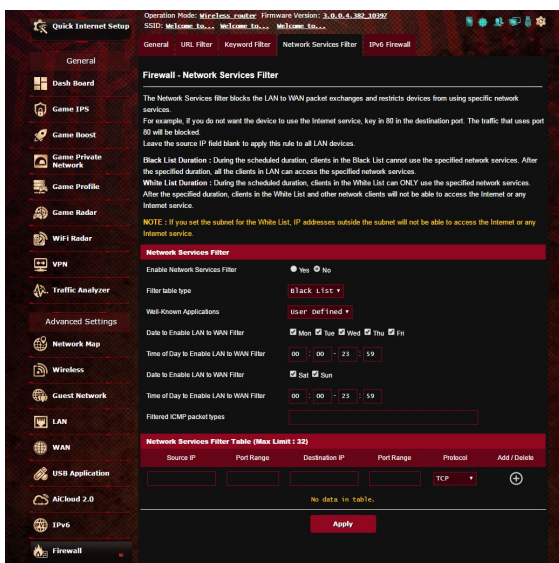 Operation Mode: Wireless router Firmware Version: 3.0.0.4.382_10397
SSID: Welcome to... Welcome to... Welcome to...
Quick Internet Setup
General
URL Filter
Keyword Filter
Network Services Filter
IPv6 Firewall
General
Dash Board
Game IPS
Game Boost
Game Private
Network
Game Profile
Game Radar
WiFi Radar
VPN
Traffic Analyzer
Advanced Settings
Network Map
Wireless
Guest Network
LAN
WAN
USB Application
AiCloud 2.0
IPv6
Firewall
Firewall - Network Services Filter
The Network Services filter blocks the LAN to WAN packet exchanges and restricts devices from using specific network
services.
For example, if you do not want the device to use the Internet service, key in 80 in the destination port. The traffic that uses port
80 will be blocked.
Leave the source IP field blank to apply this rule to all LAN devices.
Black List Duration : During the scheduled duration, clients in the Black List cannot use the specified network services. After
the specified duration, all the clients in LAN can access the specified network services.
White List Duration : During the scheduled duration, clients in the White List can ONLY use the specified network services.
After the specified duration, clients in the White List and other network clients will not be able to access the Internet or any
Internet service.
NOTE : If you set the subnet for the White List, IP addresses outside the subnet will not be able to access the Internet or any
Internet service.
Network Services Filter
Enable Network Services Filter Yes No
Filter table type Black List
Well-Known Applications User Defined
Date to Enable LAN to WAN Filter Mon Tue Wed Thu Fri
Time of Day to Enable LAN to WAN Filter 00 : 00 - 23 : 59
Date to Enable LAN to WAN Filter Sat Sun
Time of Day to Enable LAN to WAN Filter 00 : 00 - 23 : 59
Filtered ICMP packet types
Network Services Filter Table (Max Limit : 32)
Source IP Port Range Destination IP Port Range Protocol Add / Delete
TCP
No data in table.
Apply